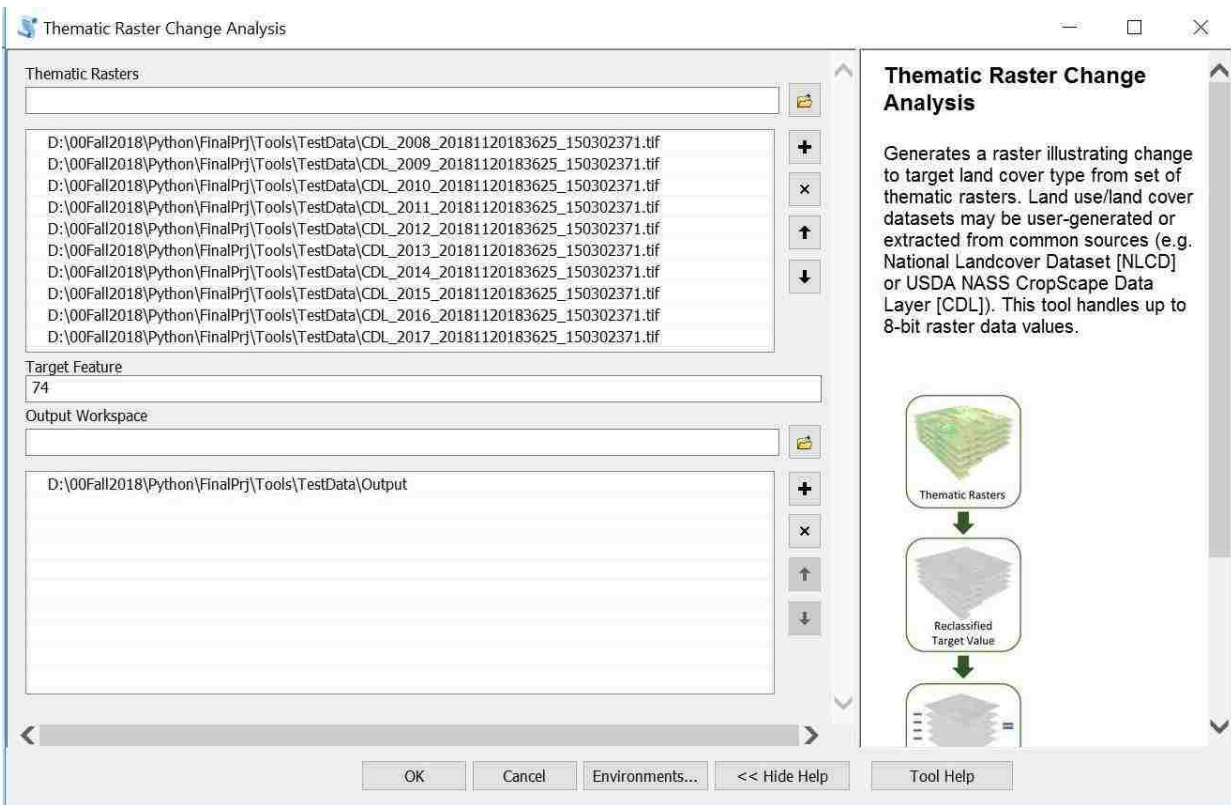 Thematic Raster Change Analysis
Thematic Rasters
D:\00Fall2018\Python\FinalPrj\Tools\TestData\CDL_2008_20181120183625_150302371.tif
D:\00Fall2018\Python\FinalPrj\Tools\TestData\CDL_2009_20181120183625_150302371.tif
D:\00Fall2018\Python\FinalPrj\Tools\TestData\CDL_2010_20181120183625_150302371.tif
D:\00Fall2018\Python\FinalPrj\Tools\TestData\CDL_2011_20181120183625_150302371.tif
D:\00Fall2018\Python\FinalPrj\Tools\TestData\CDL_2012_20181120183625_150302371.tif
D:\00Fall2018\Python\FinalPrj\Tools\TestData\CDL_2013_20181120183625_150302371.tif
D:\00Fall2018\Python\FinalPrj\Tools\TestData\CDL_2014_20181120183625_150302371.tif
D:\00Fall2018\Python\FinalPrj\Tools\TestData\CDL_2015_20181120183625_150302371.tif
D:\00Fall2018\Python\FinalPrj\Tools\TestData\CDL_2016_20181120183625_150302371.tif
D:\00Fall2018\Python\FinalPrj\Tools\TestData\CDL_2017_20181120183625_150302371.tif
Target Feature
74
Output Workspace
D:\00Fall2018\Python\FinalPrj\Tools\TestData\Output
Thematic Raster Change
Analysis
Generates a raster illustrating change
to target land cover type from set of
thematic rasters. Land use/land cover
datasets may be user-generated or
extracted from common sources (e.g.
National Landcover Dataset [NLCD]
or USDA NASS CropScape Data
Layer [CDL]). This tool handles up to
8-bit raster data values.
Thematic Rasters
Reclassified
Target Value
OK
Cancel
Environments...
<< Hide Help
Tool Help